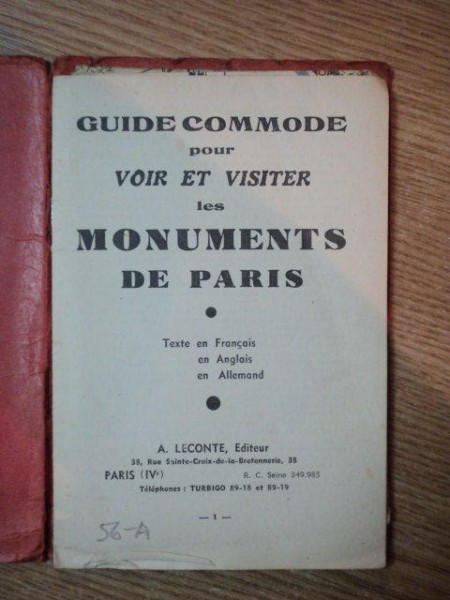 GUIDE COMMODE
pour
VOIR ET VISITER
les
MONUMENTS
DE PARIS
Texte en Français
en Anglais
en Allemand
A. LECONTE, Editeur
38, Rue Sainte-Croix-de-la-Bretonnerie, 38
PARIS (IVe) R. C. Seine 349.985
Téléphones : TURBIGO 89-18 et 89-19
— 1 —
56-A